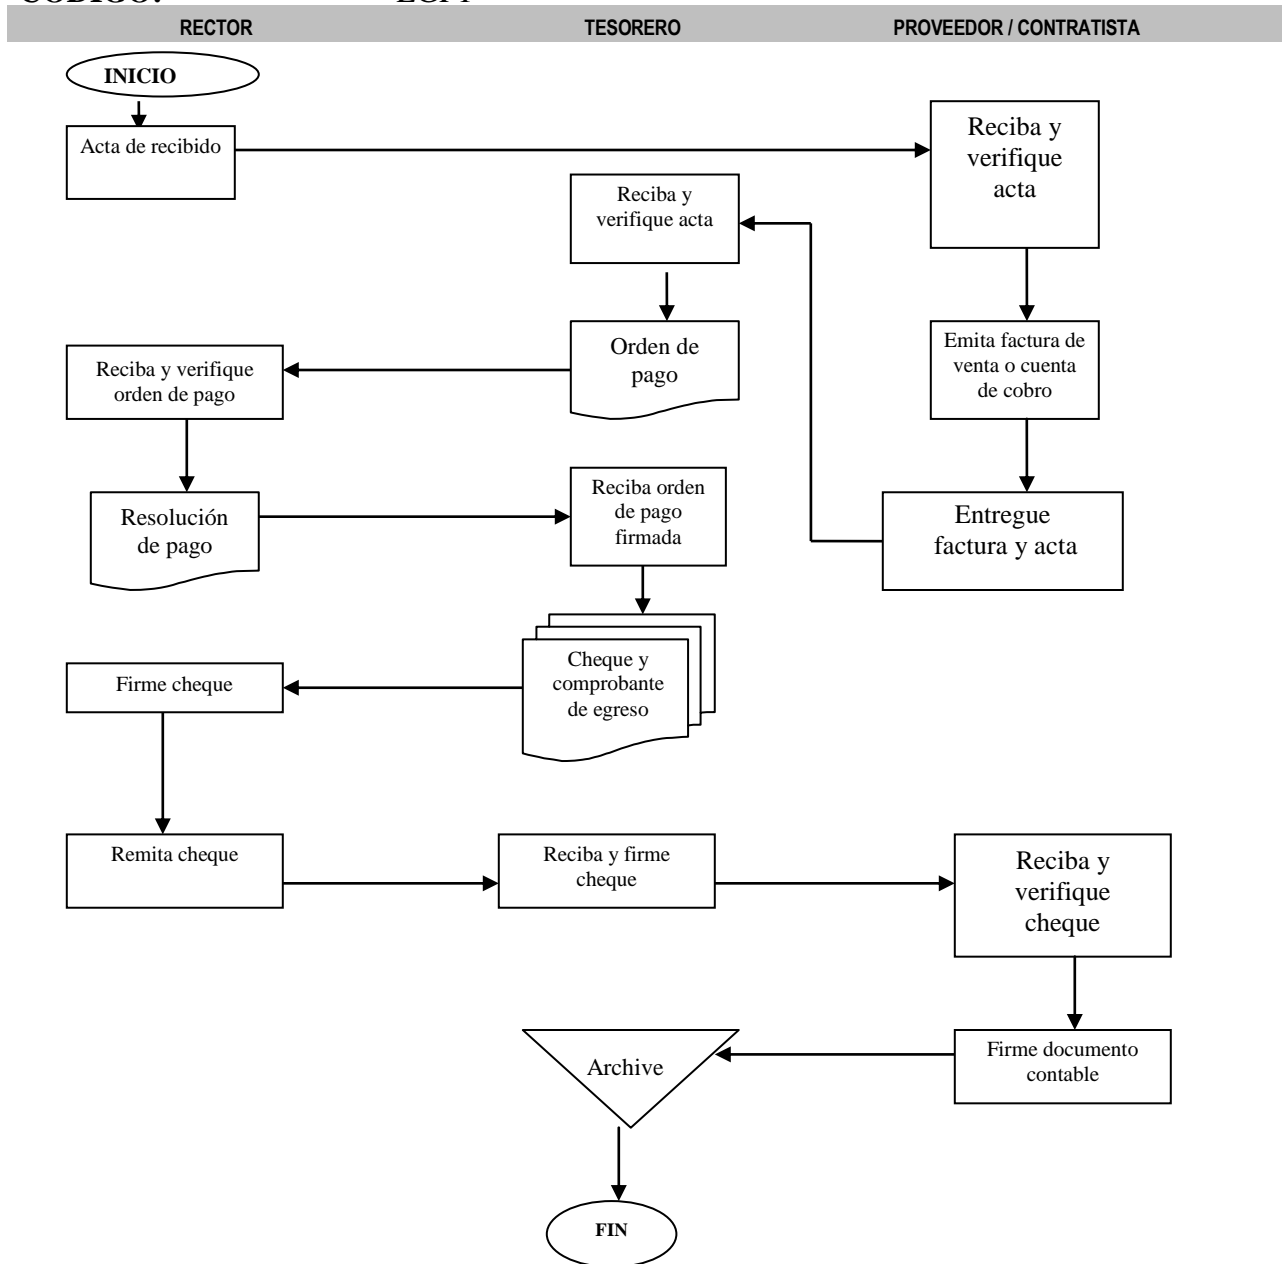 RECTOR TESORERO PROVEEDOR / CONTRATISTA
INICIO
Acta de recibido
Reciba y
verifique
acta
Reciba y
verifique acta
Emita factura de
venta o cuenta
de cobro
Orden de
pago
Reciba y verifique
orden de pago
Entregue
factura y acta
Resolución
de pago
Reciba orden
de pago
firmada
Cheque y
comprobante
de egreso
Firme cheque
Remita cheque
Reciba y firme
cheque
Reciba y
verifique
cheque
Firme documento
contable
Archive
FIN